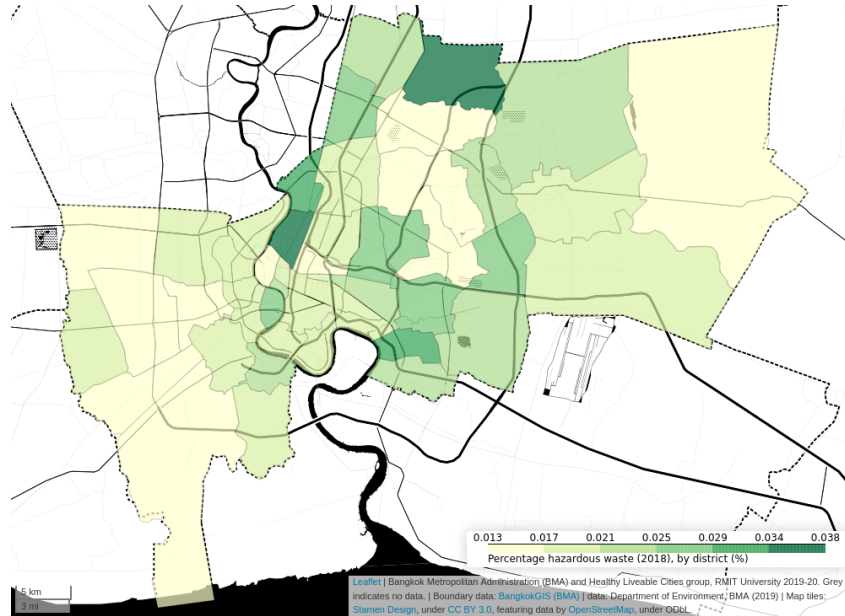 0.013 0.017 0.021 0.025 0.029 0.034 0.038
Percentage hazardous waste (2018), by district (%)
5 km
3 mi
Leaflet | Bangkok Metropolitan Administration (BMA) and Healthy Liveable Cities group, RMIT University 2019-20. Grey
indicates no data. | Boundary data: BangkokGIS (BMA) | data: Department of Environment, BMA (2019) | Map tiles:
Stamen Design, under CC BY 3.0, featuring data by OpenStreetMap, under ODbL.